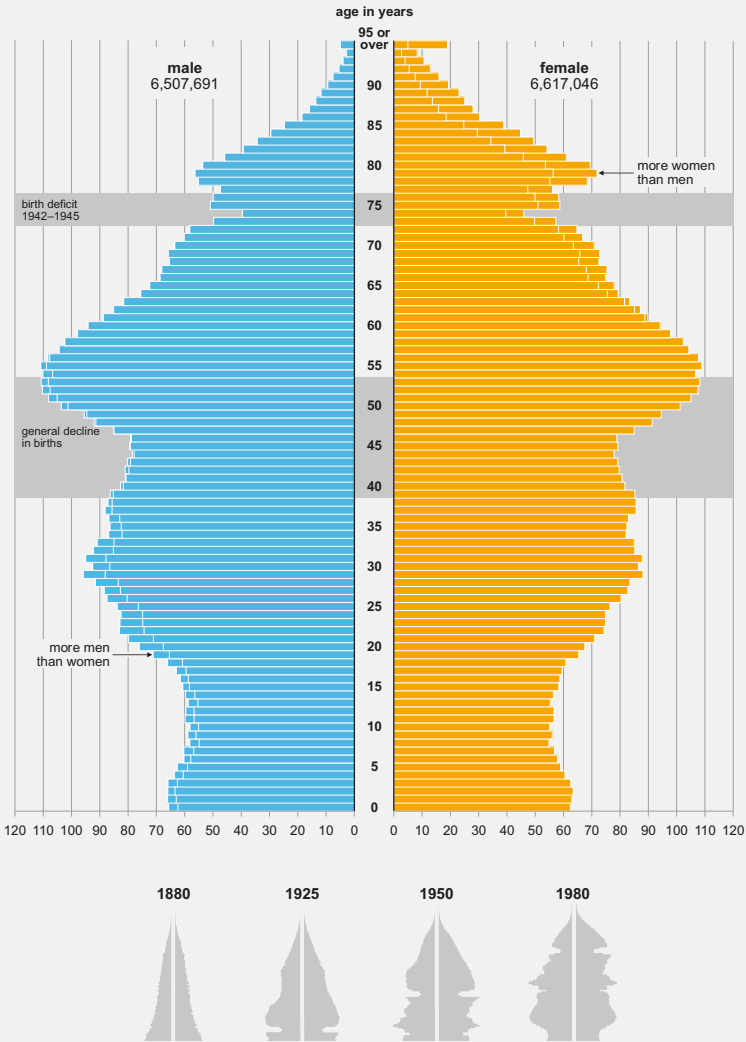 age in years
95 or
over
male
6,507,691
female
6,617,046
90
85
80
more women
than men
birth deficit
1942–1945
75
70
65
60
55
50
general decline
in births
45
40
35
30
25
20
more men
than women
15
10
5
0
120 110 100 90 80 70 60 50 40 30 20 10 0 0 10 20 30 40 50 60 70 80 90 100 110 120
1880 1925 1950 1980